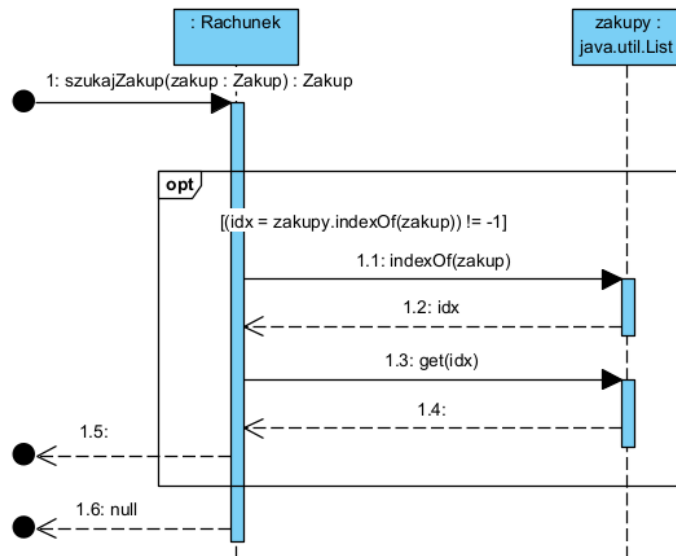 : Rachunek
zakupy :
java.util.List
1: szukajZakup(zakup : Zakup) : Zakup
opt
[(idx = zakupy.indexOf(zakup)) != -1]
1.1: indexOf(zakup)
1.2: idx
1.3: get(idx)
1.4:
1.5:
1.6: null